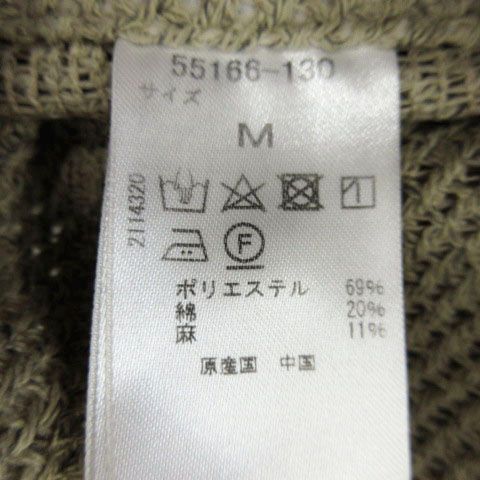 55166-130
サイズ
M
2114320
F
ポリエステル 69%
綿 20%
麻 11%
原産国 中国